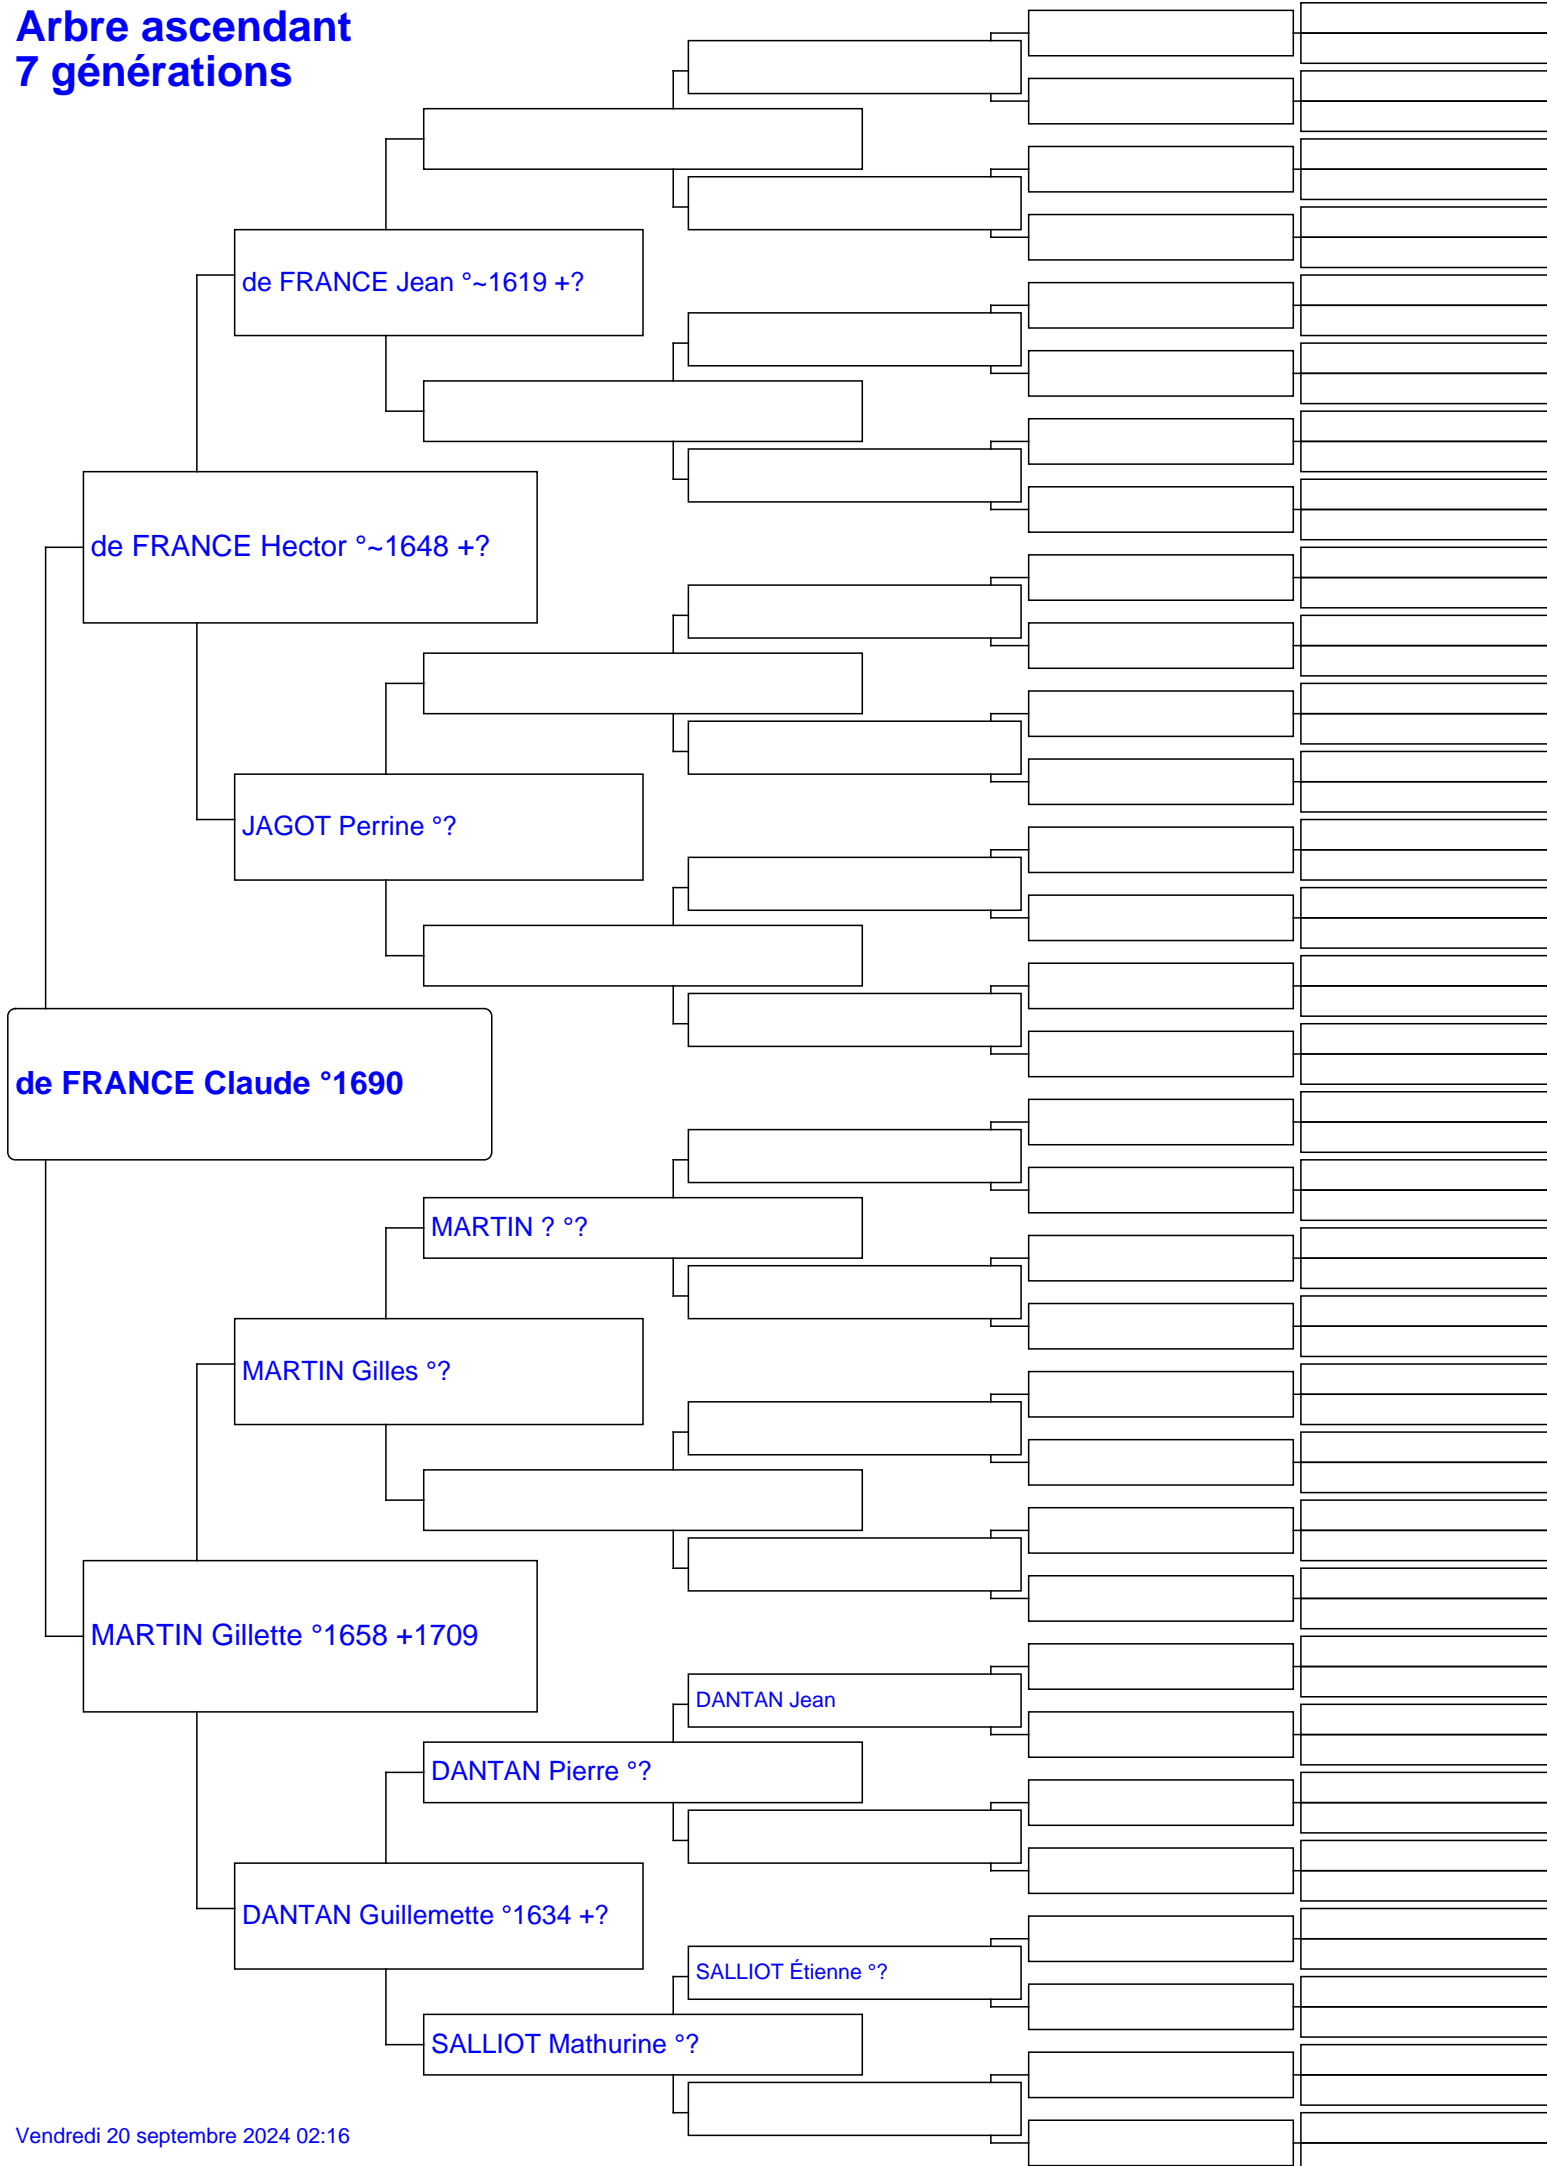 Arbre ascendant
7 générations
de FRANCE Jean °~1619 +?
de FRANCE Hector °~1648 +?
JAGOT Perrine °?
de FRANCE Claude °1690
MARTIN ? °?
MARTIN Gilles °?
MARTIN Gillette °1658 +1709
DANTAN Jean
DANTAN Pierre °?
DANTAN Guillemette °1634 +?
SALLIOT Étienne °?
SALLIOT Mathurine °?
Vendredi 20 septembre 2024 02:16